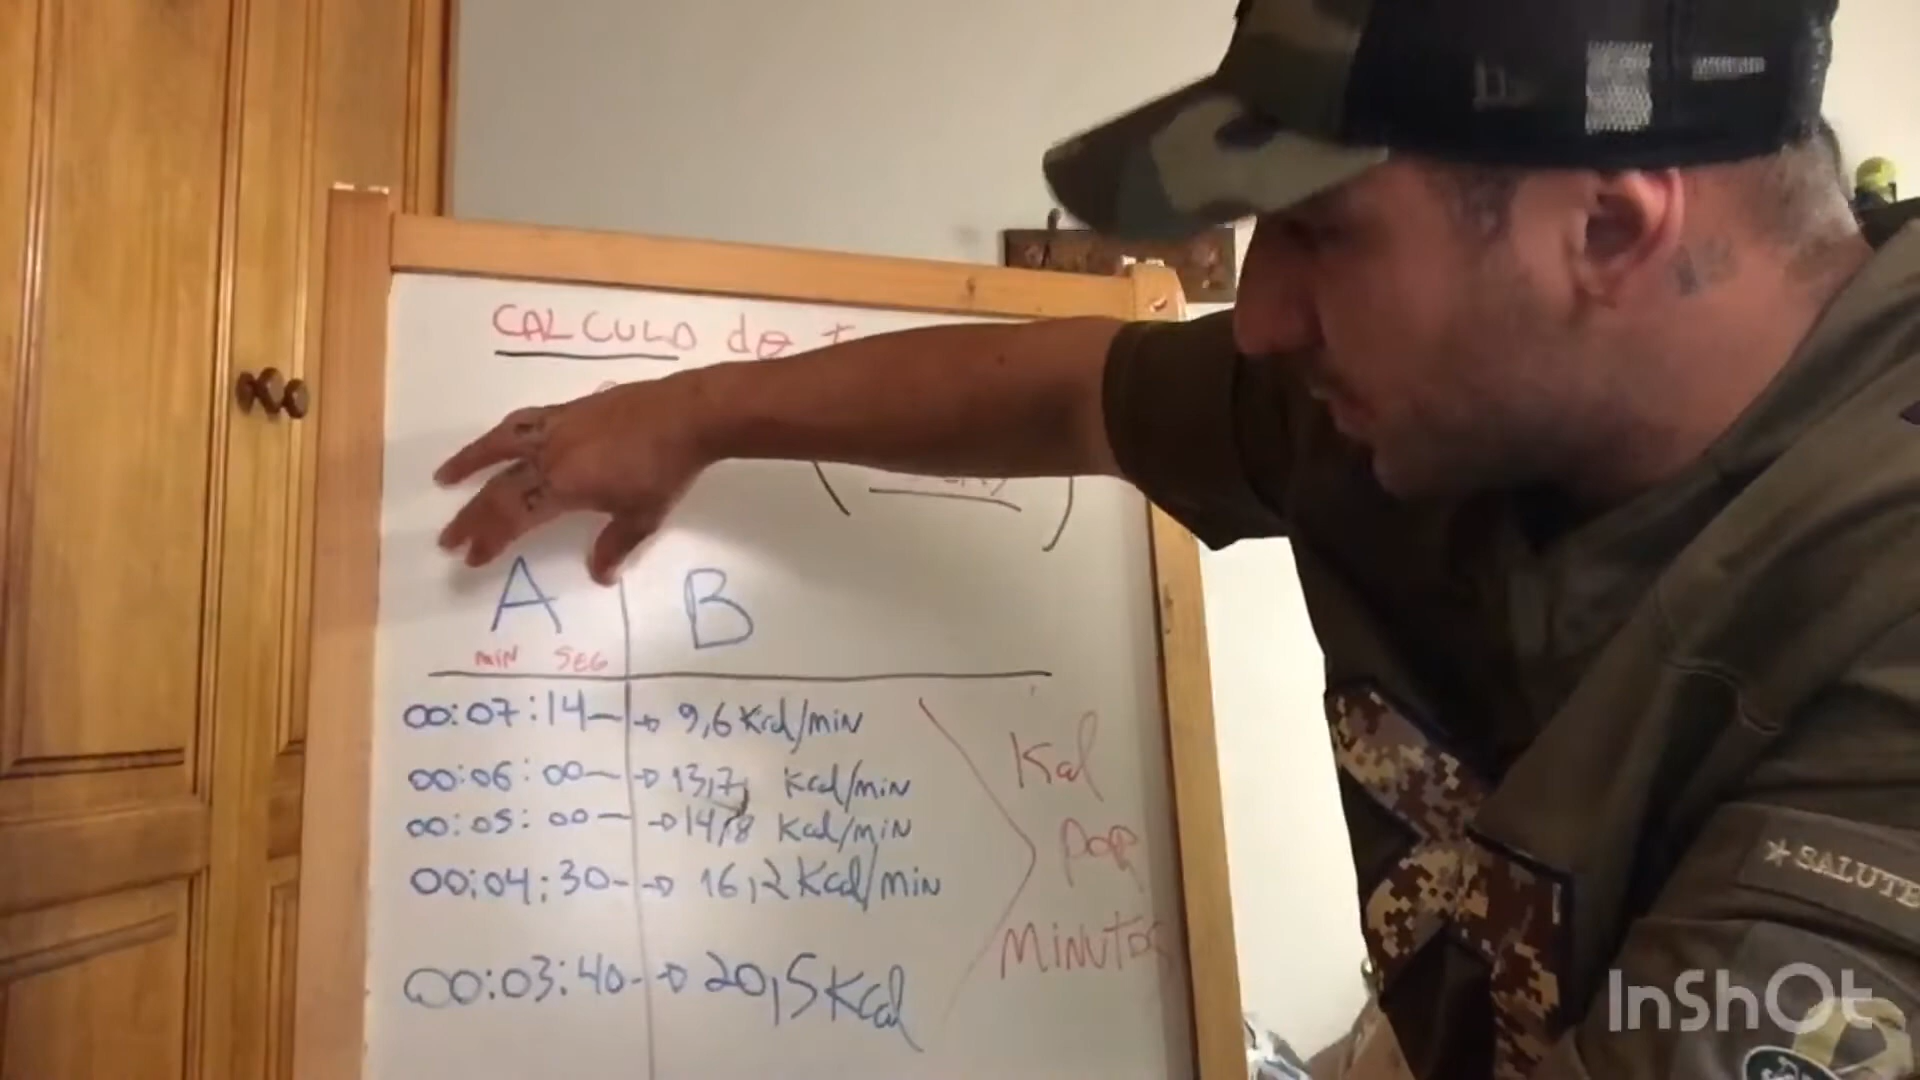 CALCULO de
A B
MIN SEG
00:07:14 → 9,6 Kcal/min
00:06:00 → 13,7 Kcal/min
00:05:00 → 14,8 Kcal/min
00:04:30 → 16,2 Kcal/min
00:03:40 → 20,5 Kcal
Kcal
POR
MINUTOS
★ SALUTE
InShOt